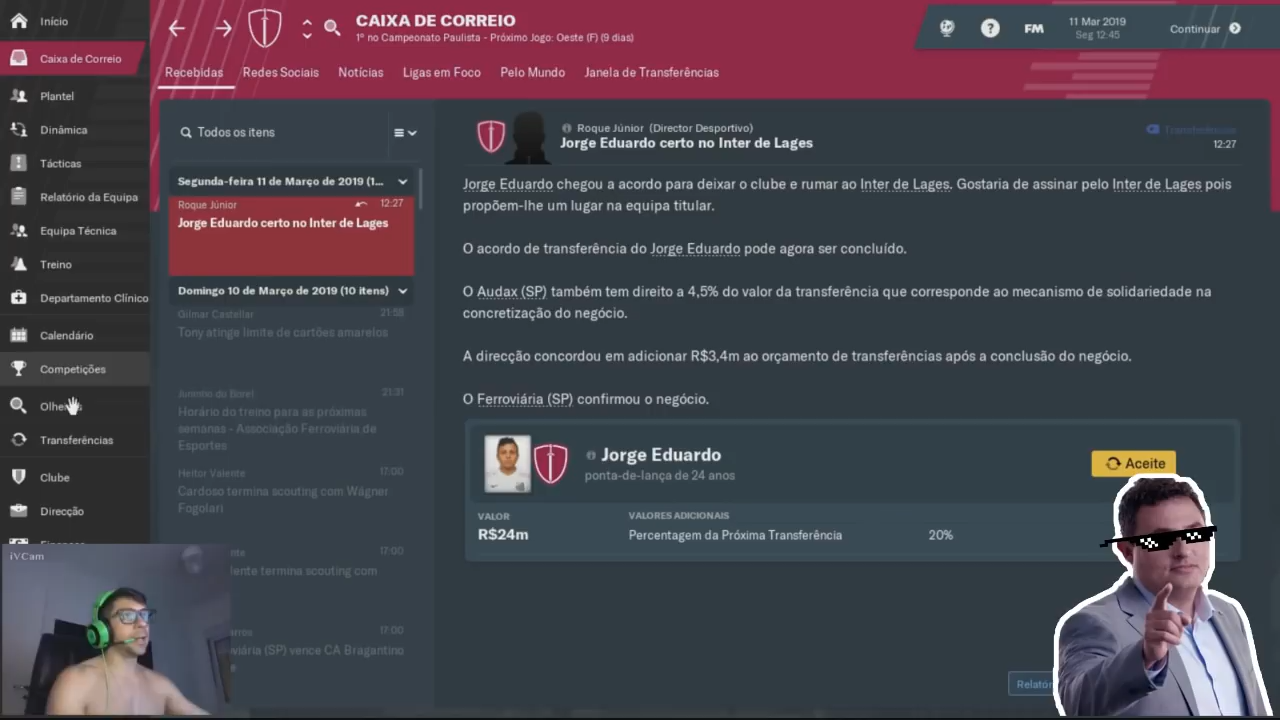 Início
Caixa de Correio
Plantel
Dinâmica
Tácticas
Relatório da Equipa
Equipa Técnica
Treino
Departamento Clínico
Calendário
Competições
Transferências
Clube
Direcção
iVCam
CAIXA DE CORREIO
1º no Campeonato Paulista - Próximo Jogo: Oeste (F) (9 dias)
FM
11 Mar 2019
Seg 12:45
Continuar
Recebidas
Redes Sociais
Notícias
Ligas em Foco
Pelo Mundo
Janela de Transferências
Todos os itens
Segunda-feira 11 de Março de 2019 (1...
Roque Júnior 12:27
Jorge Eduardo certo no Inter de Lages
Domingo 10 de Março de 2019 (10 itens)
Gilmar Castellar 21:58
Tony atinge limite de cartões amarelos
Juninho du Borel 21:31
Horário do treino para as próximas
semanas - Associação Ferroviária de
Esportes
Heitor Valente 17:00
Cardoso termina scouting com Wágner
Fogolari
17:00
termina scouting com
17:00
(SP) vence CA Bragantino
Roque Júnior (Director Desportivo)
Jorge Eduardo certo no Inter de Lages
Transferências
12:27
Jorge Eduardo chegou a acordo para deixar o clube e rumar ao Inter de Lages. Gostaria de assinar pelo Inter de Lages pois
propõem-lhe um lugar na equipa titular.
O acordo de transferência do Jorge Eduardo pode agora ser concluído.
O Audax (SP) também tem direito a 4,5% do valor da transferência que corresponde ao mecanismo de solidariedade na
concretização do negócio.
A direcção concordou em adicionar R$3,4m ao orçamento de transferências após a conclusão do negócio.
O Ferroviária (SP) confirmou o negócio.
Jorge Eduardo
ponta-de-lança de 24 anos
Aceite
VALOR
R$24m
VALORES ADICIONAIS
Percentagem da Próxima Transferência 20%